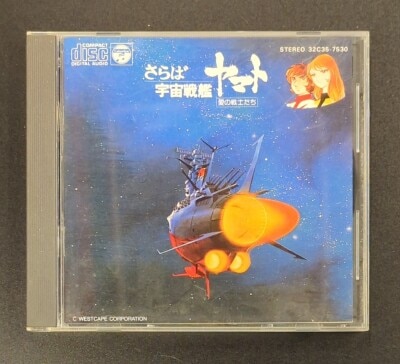 COMPACT
disc
DIGITAL AUDIO
STEREO 32C35-7530
さらば
宇宙戦艦
ヤマト
愛の戦士たち
C WESTCAPE CORPORATION